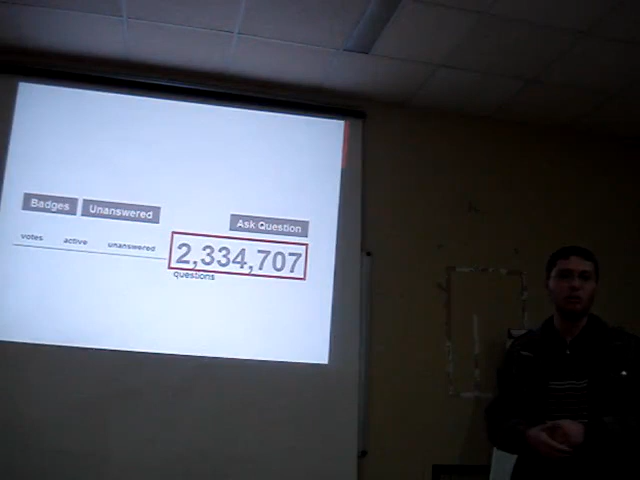 Badges Unanswered
Ask Question
votes active unanswered
2,334,707
questions